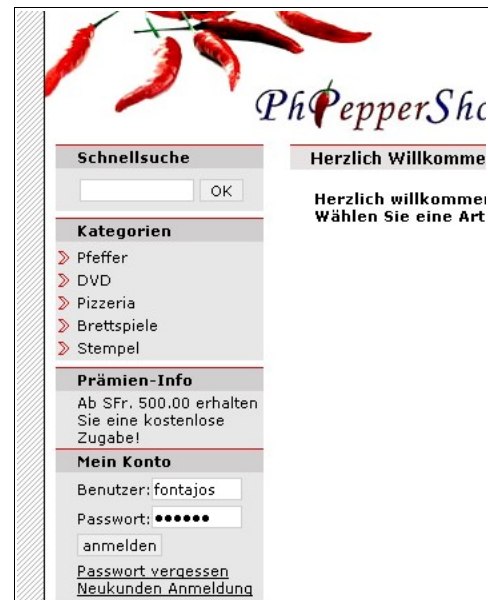 PhPepperSho
Schnellsuche
OK
Kategorien
Pfeffer
DVD
Pizzeria
Brettspiele
Stempel
Prämien-Info
Ab SFr. 500.00 erhalten
Sie eine kostenlose
Zugabe!
Mein Konto
Benutzer: fontajos
Passwort: ●●●●●●
anmelden
Passwort vergessen
Neukunden Anmeldung
Herzlich Willkomme
Herzlich willkommen
Wählen Sie eine Art